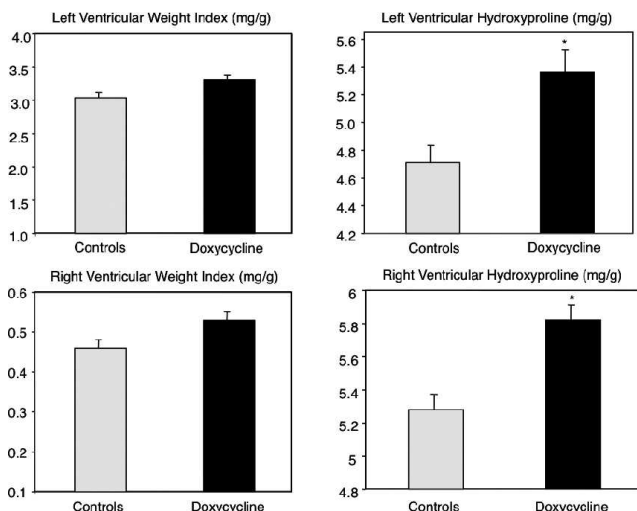 Left Ventricular Weight Index (mg/g)
4.0
3.5
3.0
2.5
2.0
1.5
1.0
Controls
Doxycycline
Left Ventricular Hydroxyproline (mg/g)
5.6
5.4
5.2
5.0
4.8
4.6
4.4
4.2
*
Controls
Doxycycline
Right Ventricular Weight Index (mg/g)
0.6
0.5
0.4
0.3
0.2
0.1
Controls
Doxycycline
Right Ventricular Hydroxyproline (mg/g)
6
5.8
5.6
5.4
5.2
5
4.8
*
Controls
Doxycycline